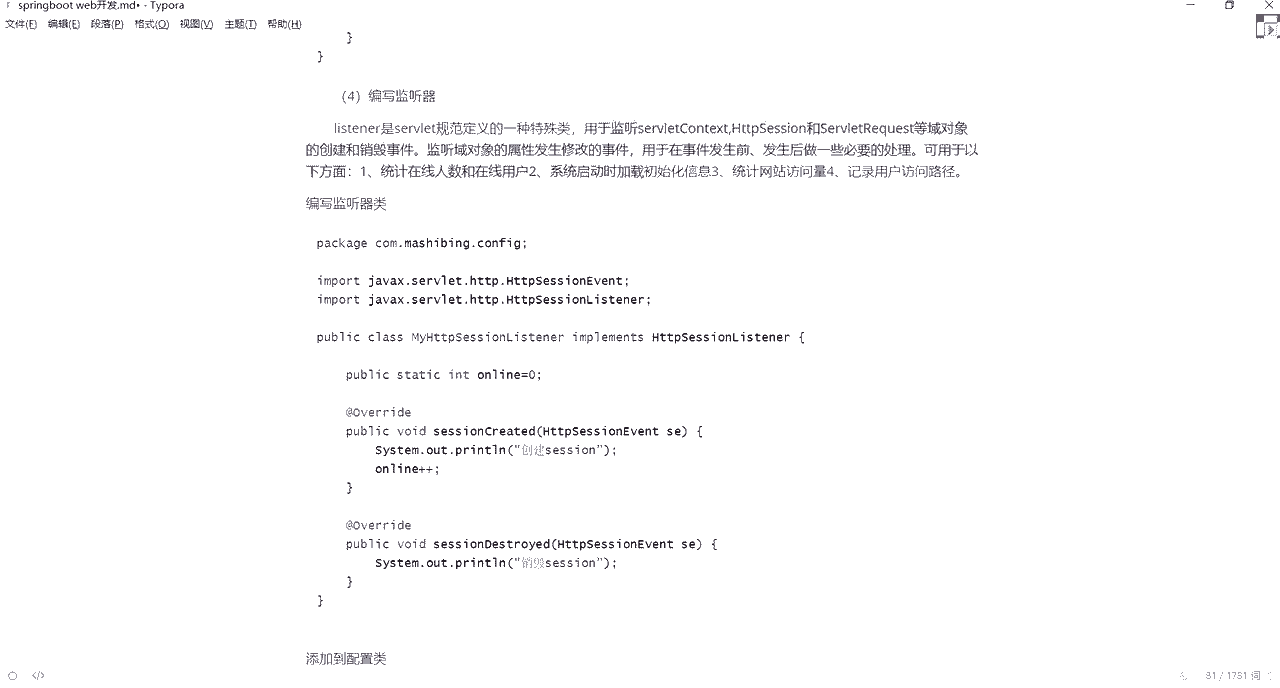 springboot web开发.md• - Typora
文件(F) 编辑(E) 段落(P) 格式(O) 视图(V) 主题(T) 帮助(H)
}
}
（4）编写监听器
listener是servlet规范定义的一种特殊类，用于监听servletContext,HttpSession和ServletRequest等域对象
的创建和销毁事件。监听域对象的属性发生修改的事件，用于在事件发生前、发生后做一些必要的处理。可用于以
下方面：1、统计在线人数和在线用户2、系统启动时加载初始化信息3、统计网站访问量4、记录用户访问路径。
编写监听器类
package com.mashibing.config;
import javax.servlet.http.HttpSessionEvent;
import javax.servlet.http.HttpSessionListener;
public class MyHttpSessionListener implements HttpSessionListener {
public static int online=0;
@Override
public void sessionCreated(HttpSessionEvent se) {
System.out.println("创建session");
online++;
}
@Override
public void sessionDestroyed(HttpSessionEvent se) {
System.out.println("销毁session");
}
}
添加到配置类
</> 81 / 1781 词